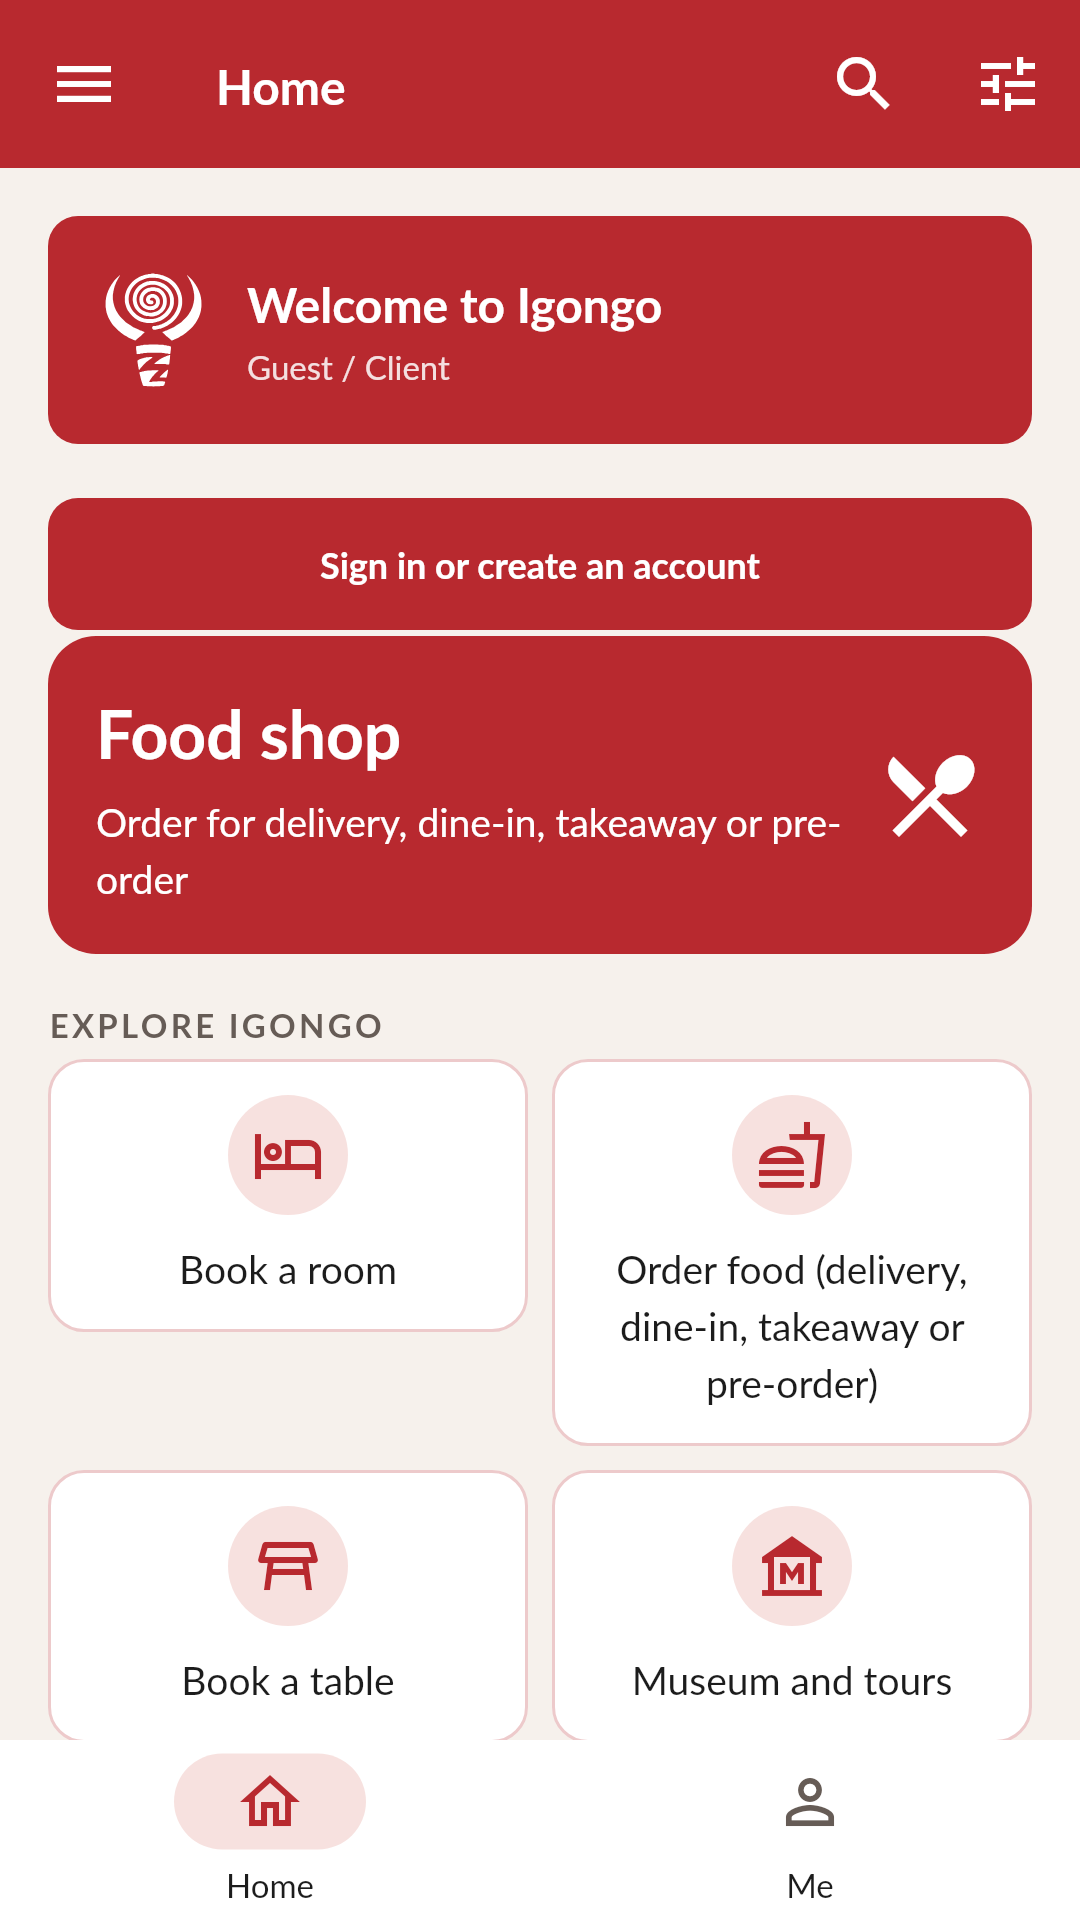 Home
Welcome to Igongo
Guest / Client
Sign in or create an account
Food shop
Order for delivery, dine-in, takeaway or pre-
order
EXPLORE IGONGO
Book a room
Order food (delivery,
dine-in, takeaway or
pre-order)
Book a table
M
Museum and tours
Home
Me